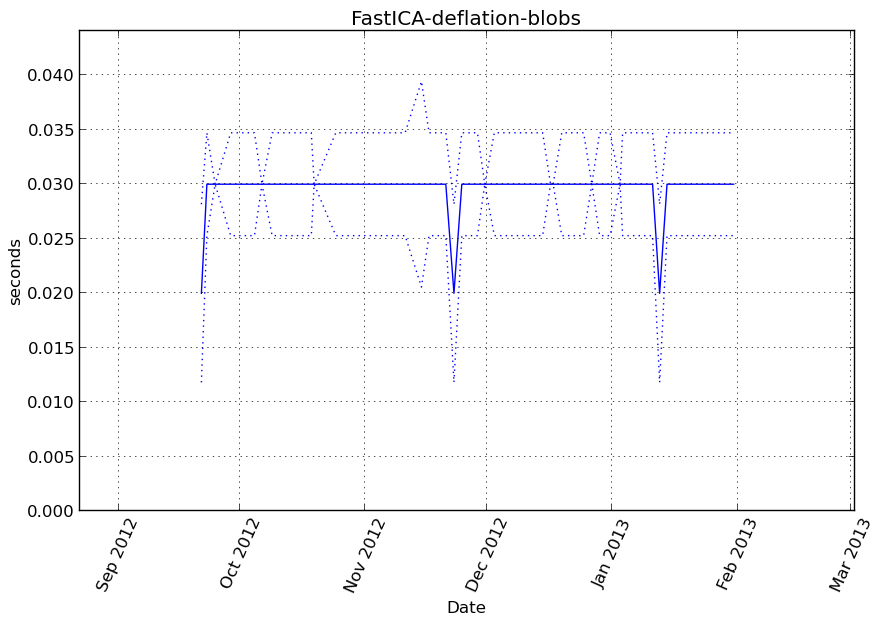 FastICA-deflation-blobs
0.040
0.035
0.030
0.025
0.020
0.015
0.010
0.005
0.000
seconds
Sep 2012
Oct 2012
Nov 2012
Dec 2012
Jan 2013
Feb 2013
Mar 2013
Date